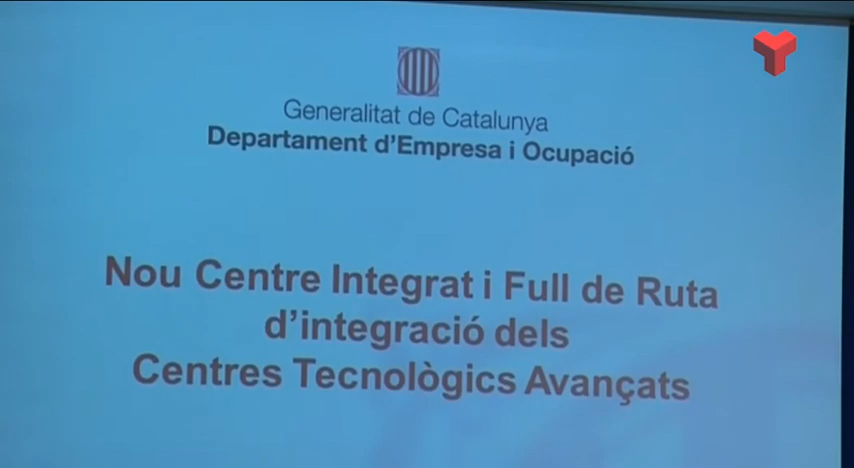 Generalitat de Catalunya
Departament d'Empresa i Ocupació
Nou Centre Integrat i Full de Ruta
d'integració dels
Centres Tecnològics Avançats